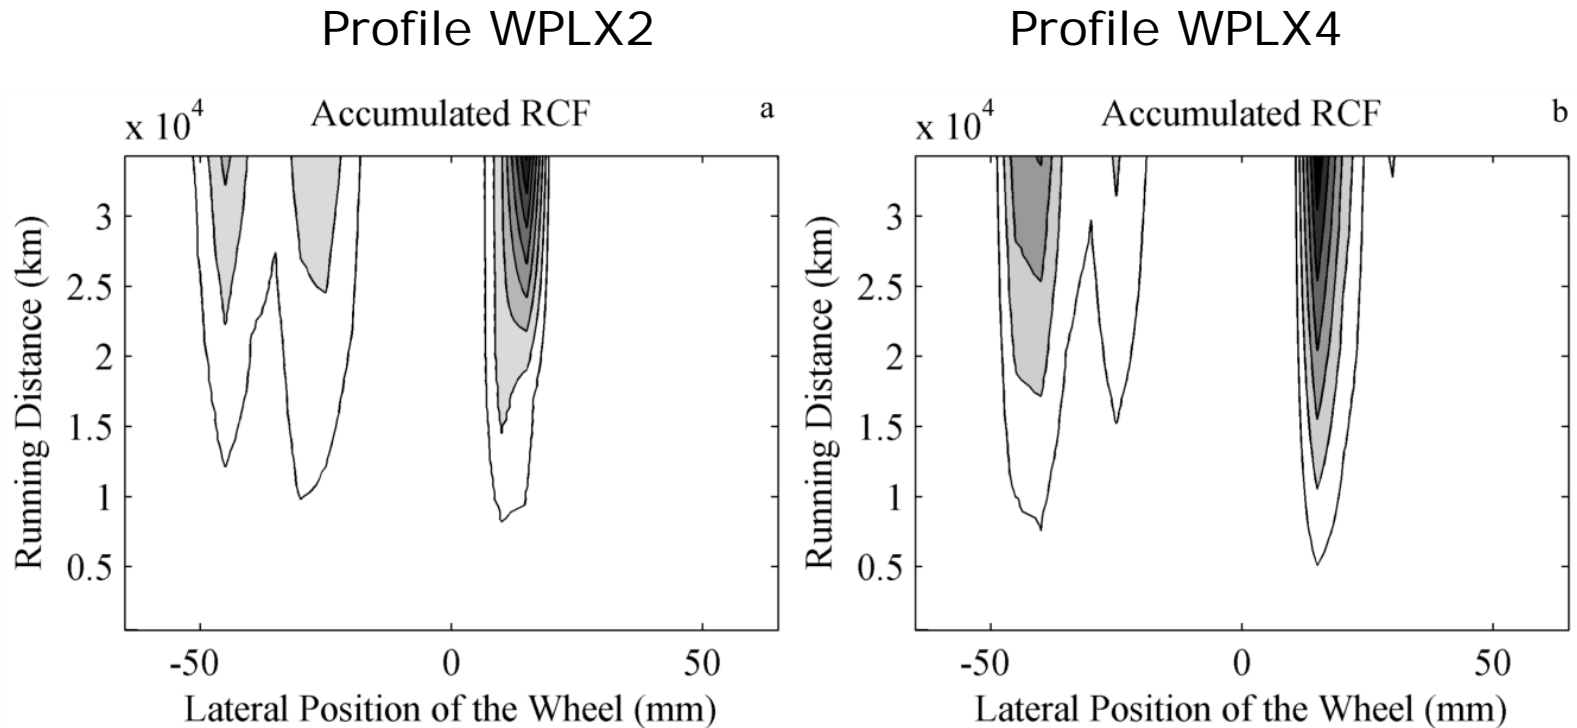 Profile WPLX2
Profile WPLX4
x 10^4
Accumulated RCF
a
Running Distance (km)
3
2.5
2
1.5
1
0.5
-50
0
50
Lateral Position of the Wheel (mm)
x 10^4
Accumulated RCF
b
Running Distance (km)
3
2.5
2
1.5
1
0.5
-50
0
50
Lateral Position of the Wheel (mm)